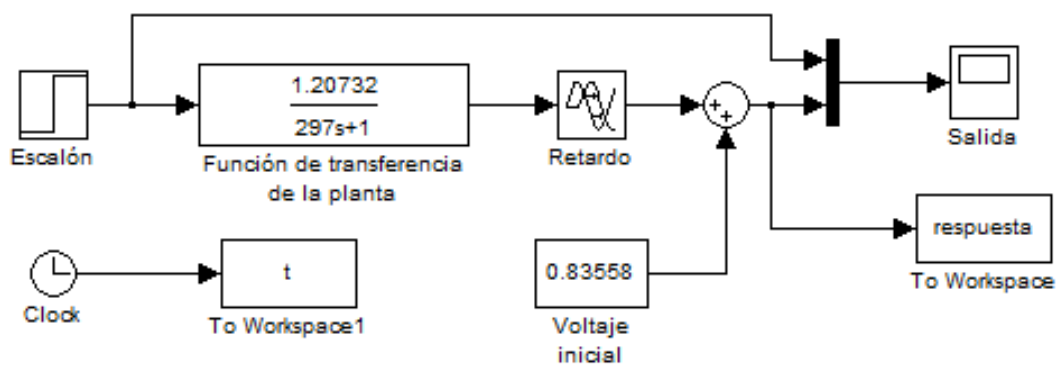 1.20732
297s+1
Escalón
Función de transferencia
de la planta
Retardo
+
+
Salida
respuesta
To Workspace
t
Clock
To Workspace1
0.83558
Voltaje
inicial